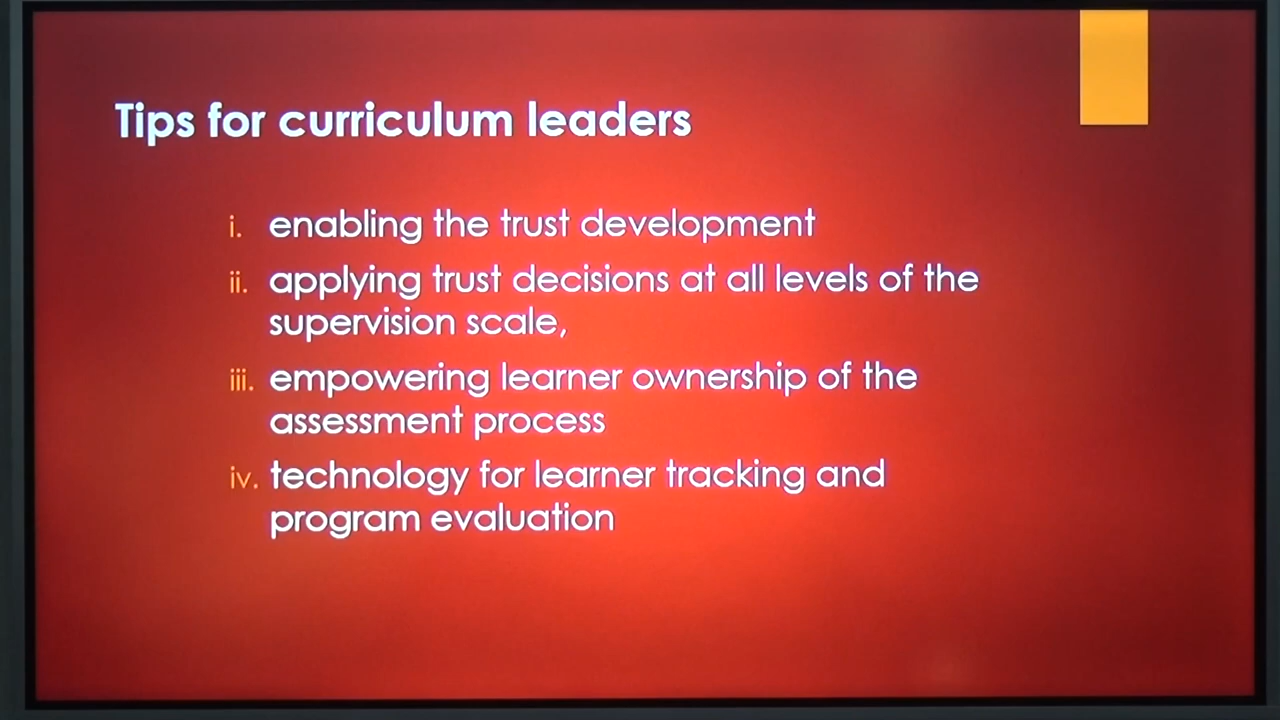 Tips for curriculum leaders
i. enabling the trust development
ii. applying trust decisions at all levels of the
supervision scale,
iii. empowering learner ownership of the
assessment process
iv. technology for learner tracking and
program evaluation